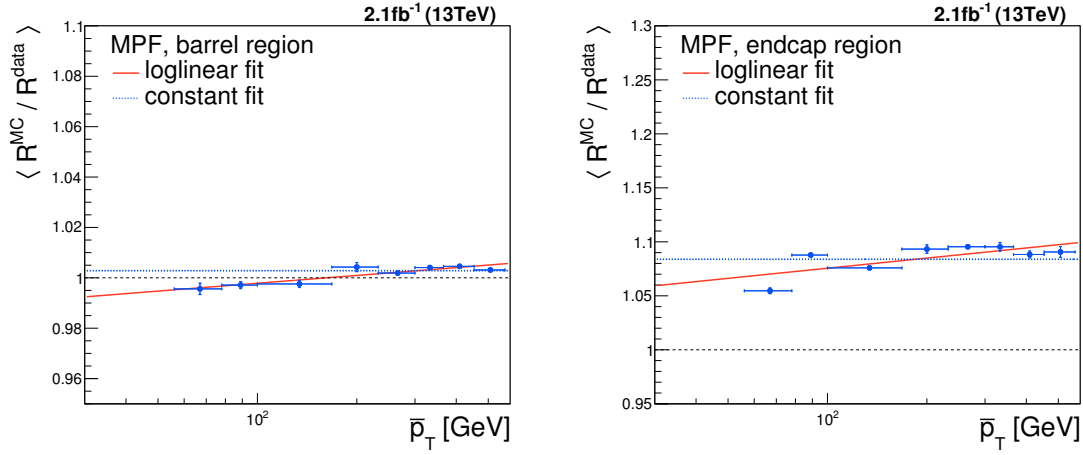 2.1fb⁻¹ (13TeV)
MPF, barrel region
loglinear fit
constant fit
⟨ R^MC / R^data ⟩
1.1
1.08
1.06
1.04
1.02
1
0.98
0.96
10²
p̅_T [GeV]
2.1fb⁻¹ (13TeV)
MPF, endcap region
loglinear fit
constant fit
⟨ R^MC / R^data ⟩
1.3
1.25
1.2
1.15
1.1
1.05
1
0.95
10²
p̅_T [GeV]